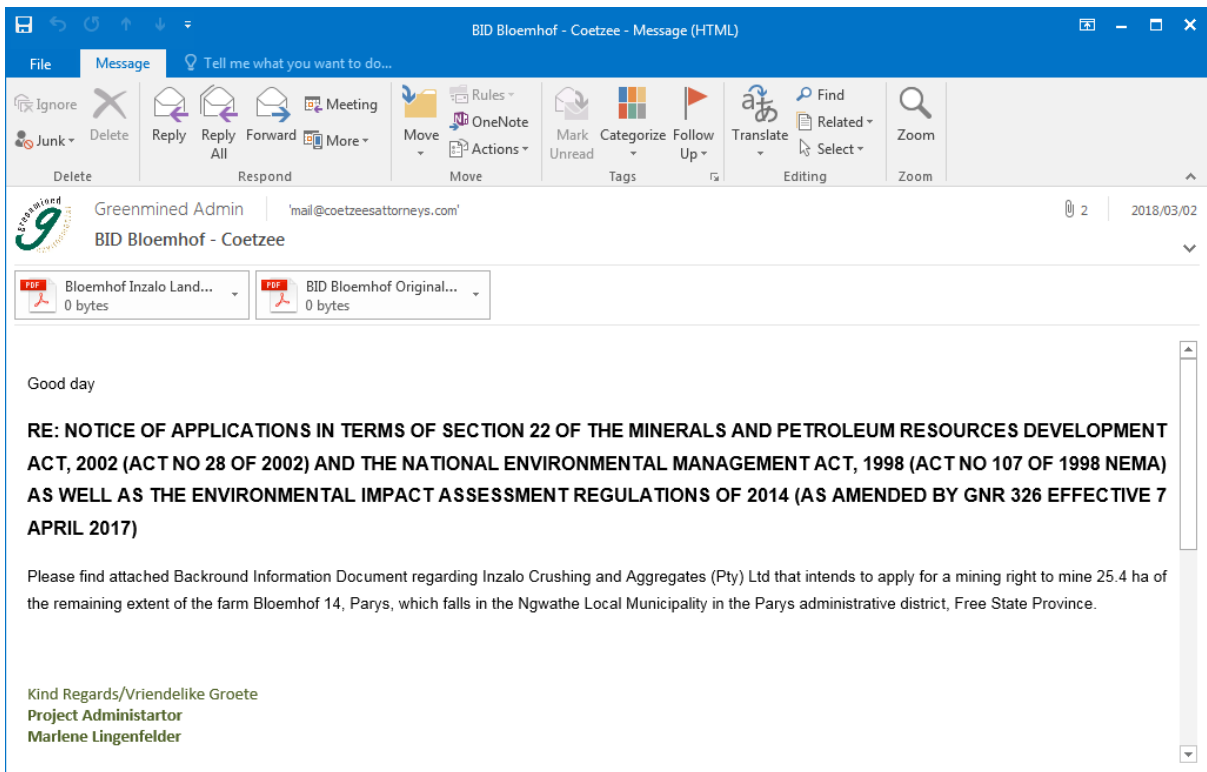 BID Bloemhof - Coetzee - Message (HTML)
File Message Tell me what you want to do...
Ignore
Junk
Delete
Reply
Reply All
Forward
Meeting
More
Move
Rules
OneNote
Actions
Mark Unread
Categorize
Follow Up
Translate
Find
Related
Select
Zoom
Delete Respond Move Tags Editing Zoom
greenmined
Greenmined Admin 'mail@coetzeesattorneys.com' 2 2018/03/02
BID Bloemhof - Coetzee
PDF Bloemhof Inzalo Land...
0 bytes
PDF BID Bloemhof Original...
0 bytes
Good day
RE: NOTICE OF APPLICATIONS IN TERMS OF SECTION 22 OF THE MINERALS AND PETROLEUM RESOURCES DEVELOPMENT
ACT, 2002 (ACT NO 28 OF 2002) AND THE NATIONAL ENVIRONMENTAL MANAGEMENT ACT, 1998 (ACT NO 107 OF 1998 NEMA)
AS WELL AS THE ENVIRONMENTAL IMPACT ASSESSMENT REGULATIONS OF 2014 (AS AMENDED BY GNR 326 EFFECTIVE 7
APRIL 2017)
Please find attached Backround Information Document regarding Inzalo Crushing and Aggregates (Pty) Ltd that intends to apply for a mining right to mine 25.4 ha of
the remaining extent of the farm Bloemhof 14, Parys, which falls in the Ngwathe Local Municipality in the Parys administrative district, Free State Province.
Kind Regards/Vriendelike Groete
Project Administartor
Marlene Lingenfelder